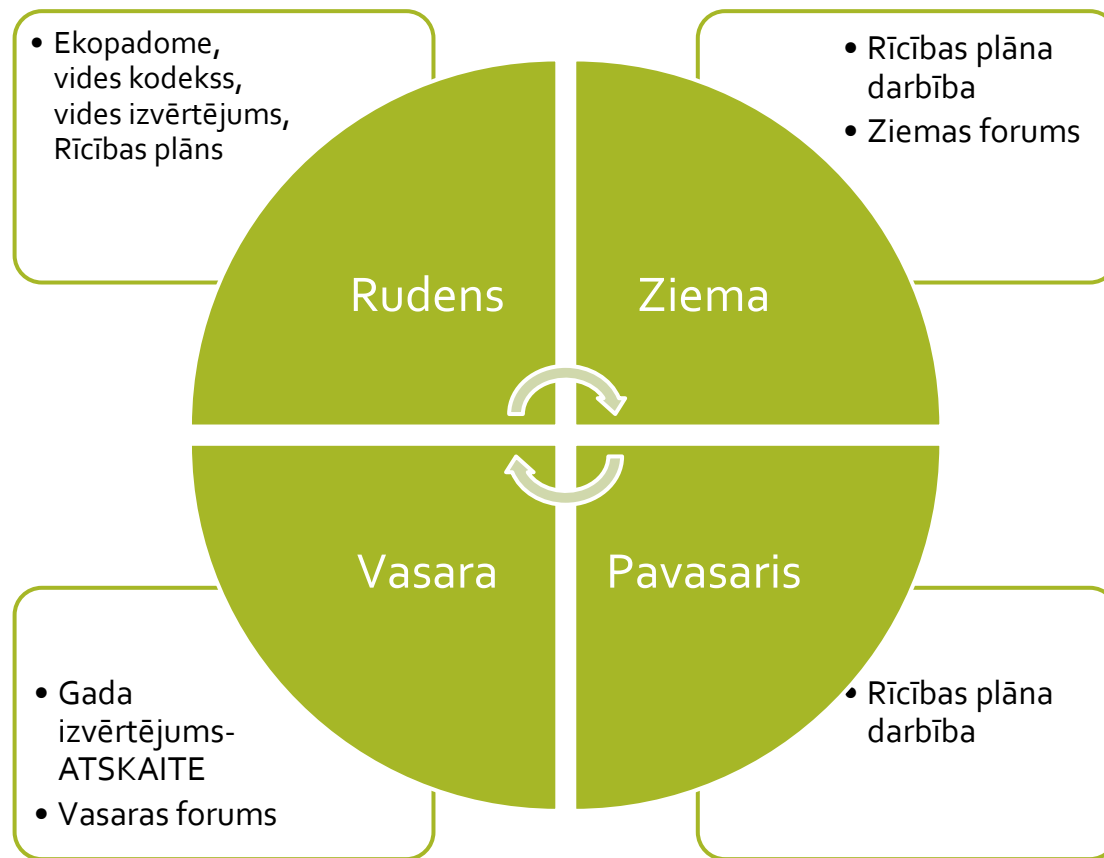 • Ekopadome,
vides kodekss,
vides izvērtējums,
Rīcības plāns
• Rīcības plāna
darbība
• Ziemas forums
Rudens
Ziema
Vasara
Pavasaris
• Gada
izvērtējums-
ATSKAITE
• Vasaras forums
• Rīcības plāna
darbība